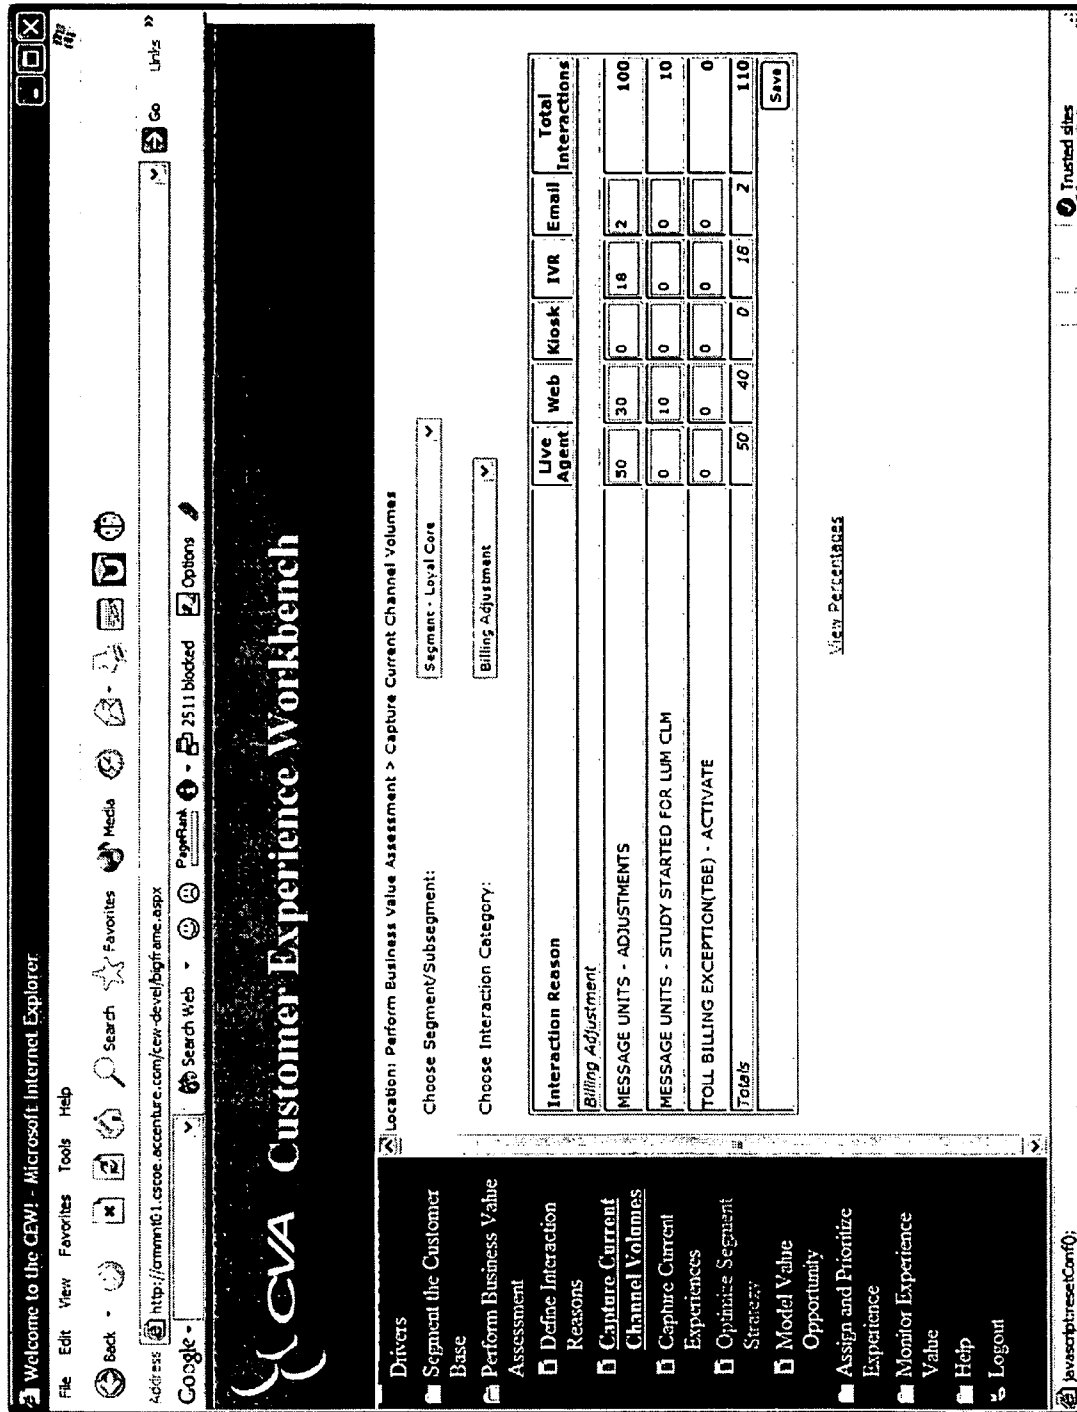 Welcome to the CEW! - Microsoft Internet Explorer
File Edit View Favorites Tools Help
Back Search Favorites Media
Address http://crmmnt01.cscoe.accenture.com/cew-devel/bigframe.aspx Go Links »
Google Search Web PageRank 2511 blocked Options
CVA Customer Experience Workbench
Drivers
Segment the Customer
Base
Perform Business Value
Assessment
Define Interaction
Reasons
Capture Current
Channel Volumes
Capture Current
Experiences
Optimize Segment
Strategy
Model Value
Opportunity
Assign and Prioritize
Experience
Monitor Experience
Value
Help
Logout
Location: Perform Business Value Assessment > Capture Current Channel Volumes
Choose Segment/Subsegment: Segment - Loyal Core
Choose Interaction Category: Billing Adjustment
Interaction Reason Live Agent Web Kiosk IVR Email Total Interactions
Billing Adjustment
MESSAGE UNITS - ADJUSTMENTS 50 30 0 18 2 100
MESSAGE UNITS - STUDY STARTED FOR LUM CLM 0 10 0 0 0 10
TOLL BILLING EXCEPTION(TBE) - ACTIVATE 0 0 0 0 0 0
Totals 50 40 0 18 2 110
Save
View Percentages
javascript:resetConf(); Trusted sites